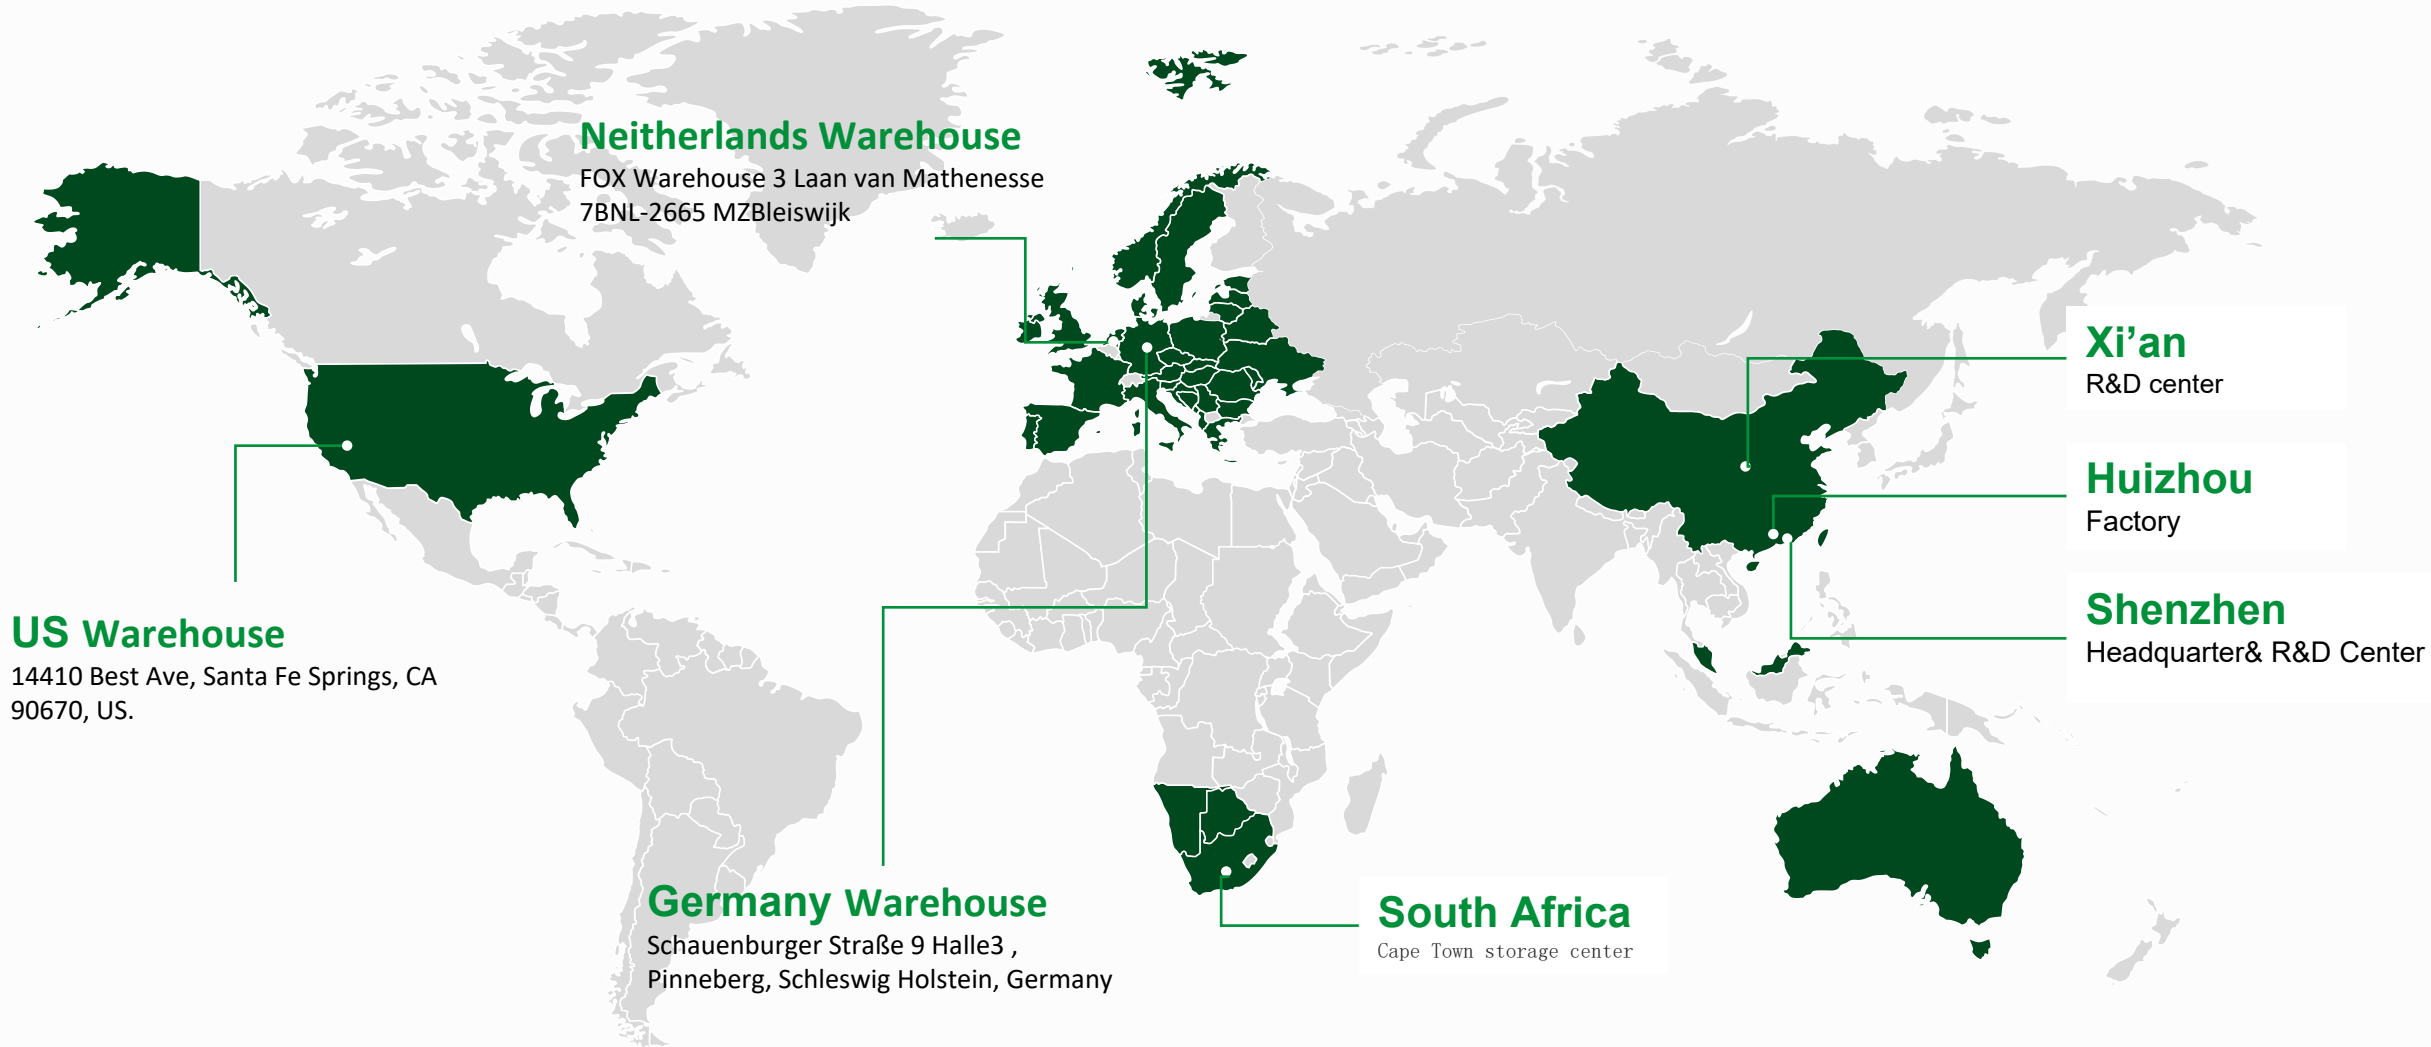 Neitherlands Warehouse
FOX Warehouse 3 Laan van Mathenesse
7BNL-2665 MZBleiswijk
Xi’an
R&D center
Huizhou
Factory
Shenzhen
Headquarter& R&D Center
US Warehouse
14410 Best Ave, Santa Fe Springs, CA
90670, US.
Germany Warehouse
Schauenburger Straße 9 Halle3 ,
Pinneberg, Schleswig Holstein, Germany
South Africa
Cape Town storage center